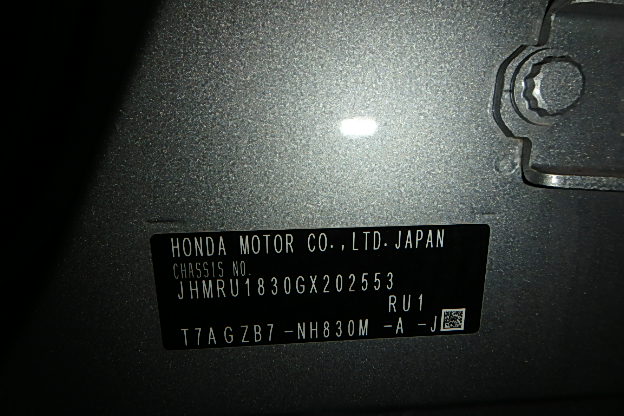 HONDA MOTOR CO.,LTD. JAPAN
CHASSIS NO.
JHMRU1830GX202553
RU1
T7AGZB7-NH830M -A -J